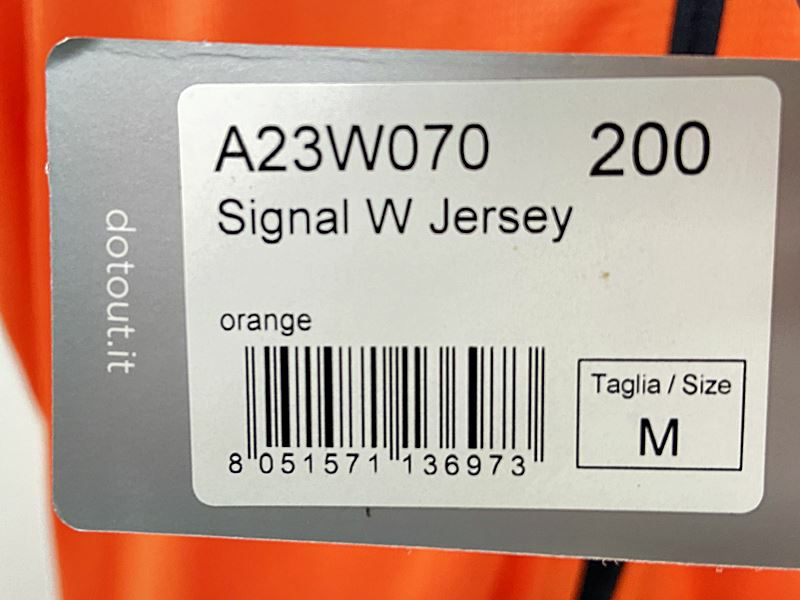 A23W070 200
Signal W Jersey
orange
8 051571 136973
Taglia / Size
M
dotout.it